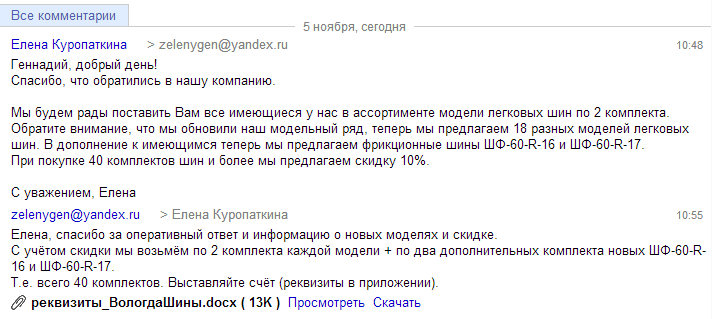 Все комментарии
5 ноября, сегодня
Елена Куропаткина > zelenygen@yandex.ru 10:48
Геннадий, добрый день!
Спасибо, что обратились в нашу компанию.
Мы будем рады поставить Вам все имеющиеся у нас в ассортименте модели легковых шин по 2 комплекта.
Обратите внимание, что мы обновили наш модельный ряд, теперь мы предлагаем 18 разных моделей легковых
шин. В дополнение к имеющимся теперь мы предлагаем фрикционные шины ШФ-60-R-16 и ШФ-60-R-17.
При покупке 40 комплектов шин и более мы предлагаем скидку 10%.
С уважением, Елена
zelenygen@yandex.ru > Елена Куропаткина 10:55
Елена, спасибо за оперативный ответ и информацию о новых моделях и скидке.
С учётом скидки мы возьмём по 2 комплекта каждой модели + по два дополнительных комплекта новых ШФ-60-R-
16 и ШФ-60-R-17.
Т.е. всего 40 комплектов. Выставляйте счёт (реквизиты в приложении).
реквизиты_ВологдаШины.docx ( 13K ) Просмотреть Скачать